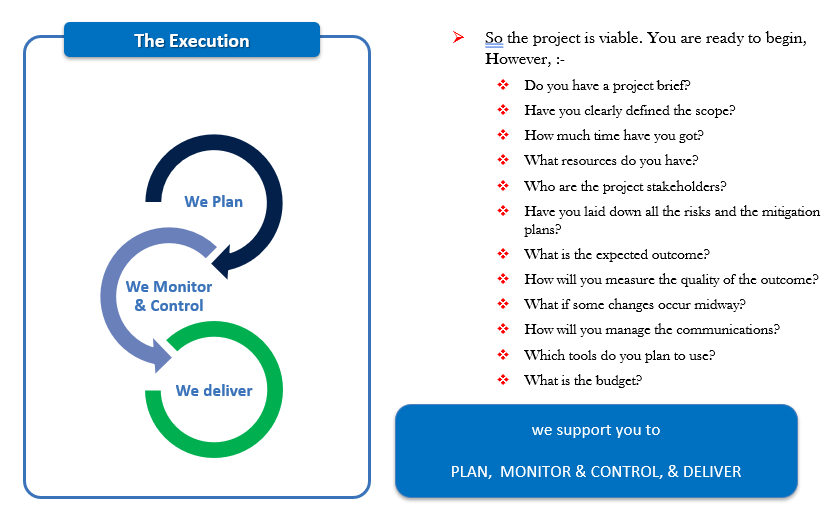 The Execution
We Plan
We Monitor
& Control
We deliver
So the project is viable. You are ready to begin,
However, :-
Do you have a project brief?
Have you clearly defined the scope?
How much time have you got?
What resources do you have?
Who are the project stakeholders?
Have you laid down all the risks and the mitigation
plans?
What is the expected outcome?
How will you measure the quality of the outcome?
What if some changes occur midway?
How will you manage the communications?
Which tools do you plan to use?
What is the budget?
we support you to
PLAN, MONITOR & CONTROL, & DELIVER